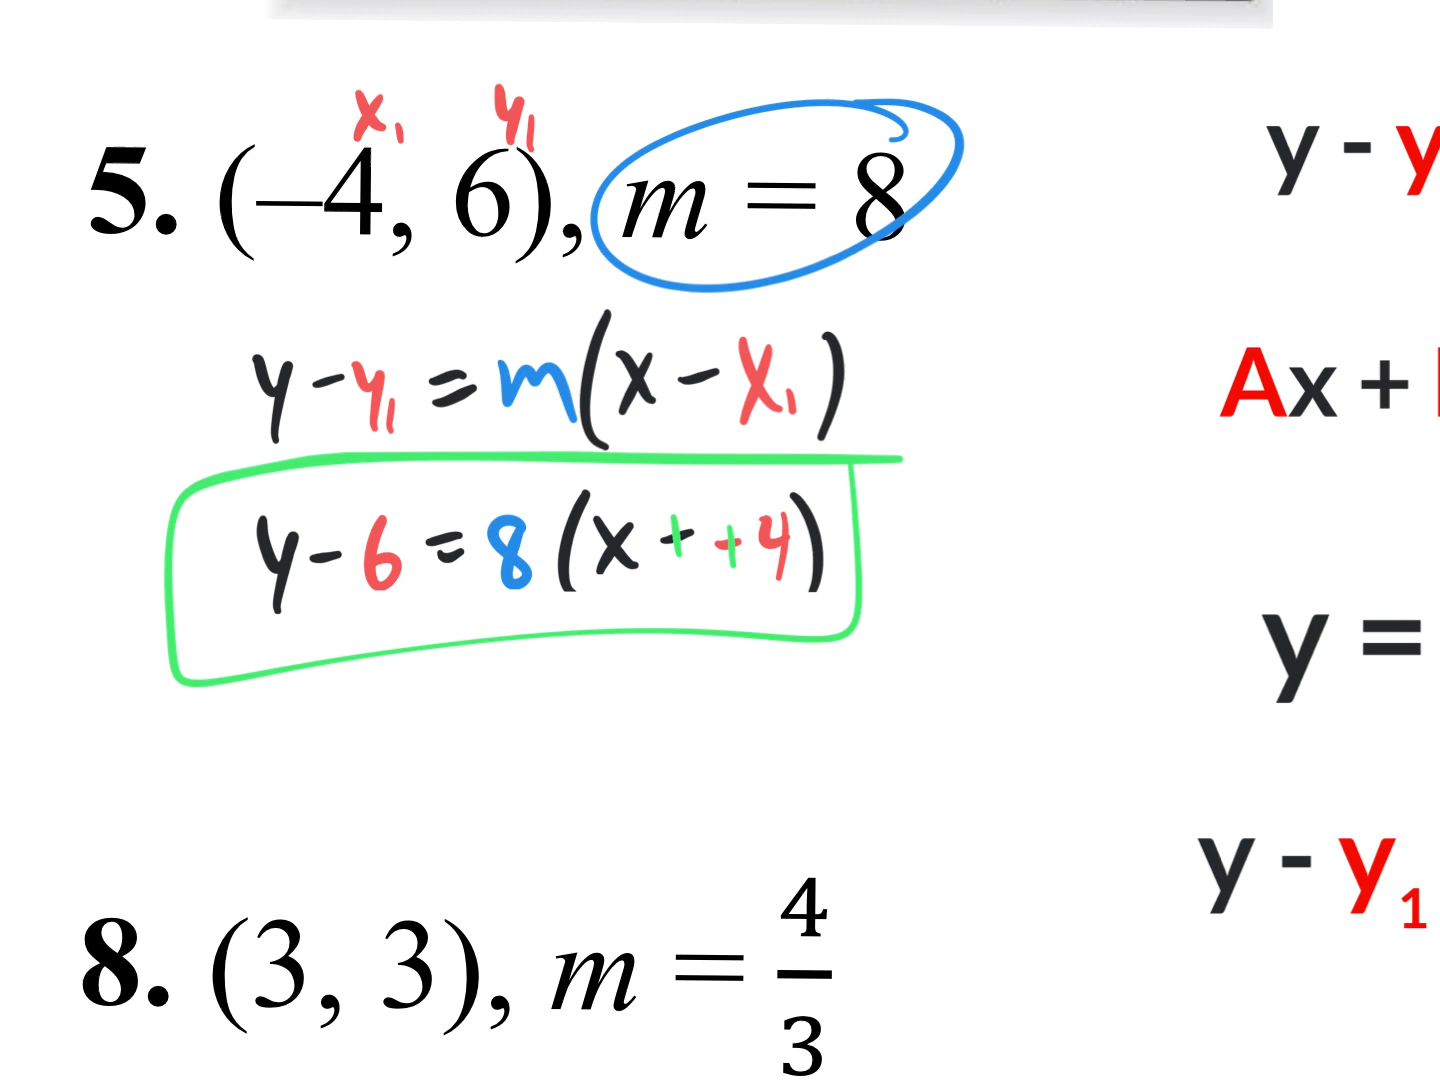 x₁ y₁
5. (–4, 6), m = 8
y - y
y - y₁ = m(x - x₁)
Ax +
y - 6 = 8(x + +4)
y =
y - y₁
8. (3, 3), m = 4/3